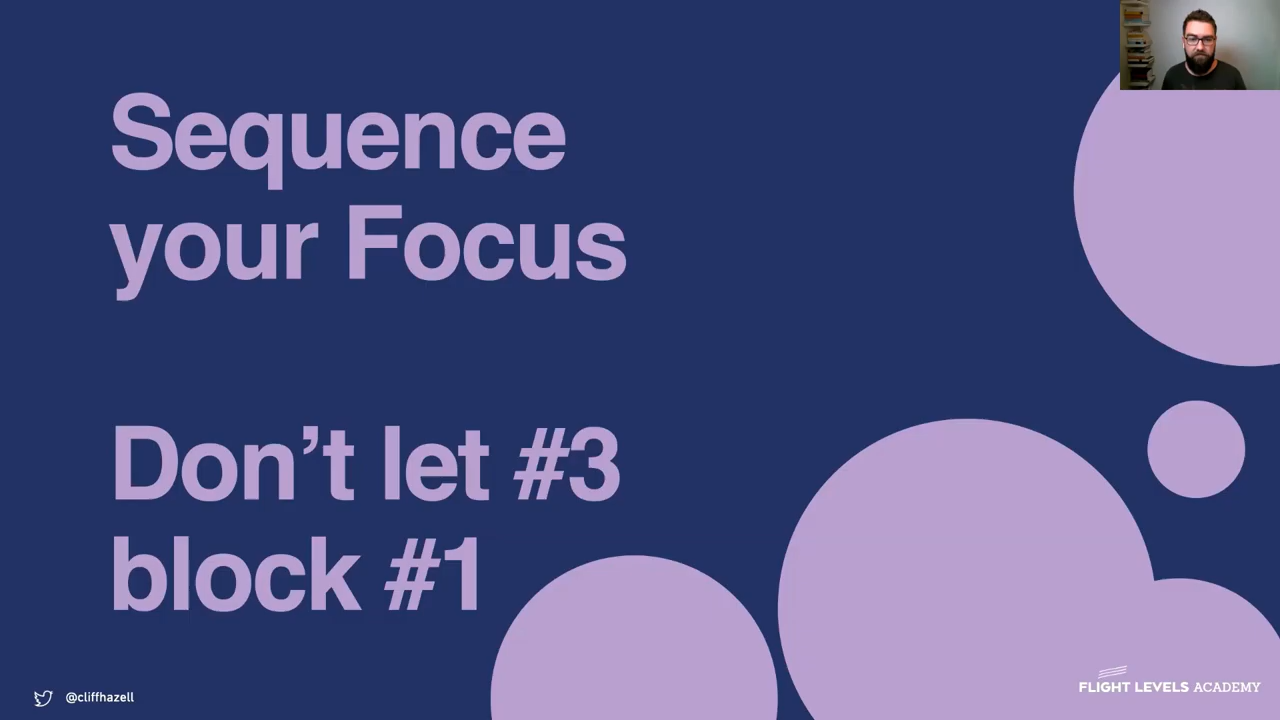 Sequence
your Focus
Don’t let #3
block #1
@cliffhazell
FLIGHT LEVELS ACADEMY